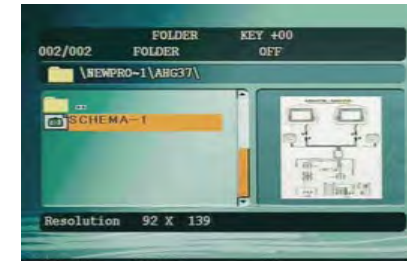 FOLDER KEY +00
002/002 FOLDER OFF
\NEWPRO~1\AHG37\
..
SCHEMA~1
Resolution 92 X 139